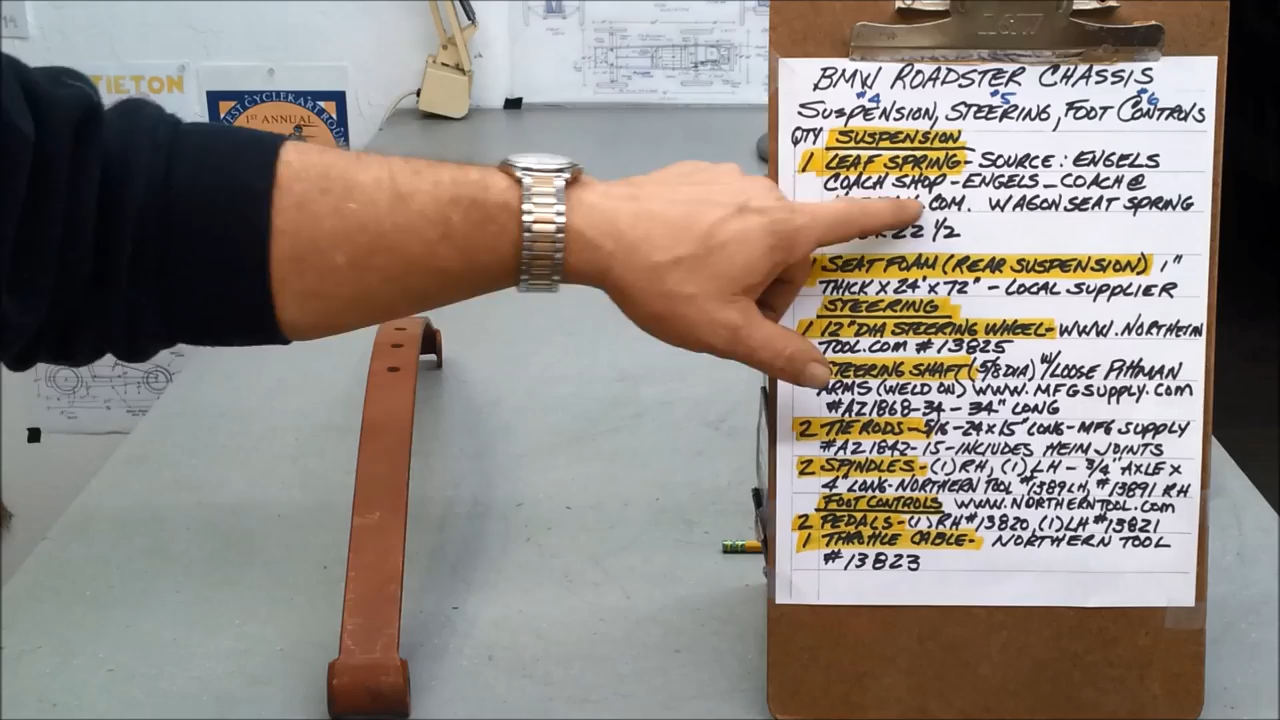 TIETON
EST CYCLEKART ROUN
1ST ANNUAL
BMW ROADSTER CHASSIS
#4 #5 #6
SUSPENSION, STEERING, FOOT CONTROLS
QTY SUSPENSION
1 LEAF SPRING- SOURCE: ENGELS
COACH SHOP - ENGELS_COACH@
.COM. WAGON SEAT SPRING
22 1/2
SEAT FOAM (REAR SUSPENSION) 1"
THICK X 24" X 72" - LOCAL SUPPLIER
STEERING
1 12" DIA STEERING WHEEL- WWW.NORTHERN
TOOL.COM #13825
STEERING SHAFT (5/8 DIA) W/LOOSE PITMAN
ARMS (WELD ON) WWW.MFGSUPPLY.COM
#AZ1868-34 - 34" LONG
2 TIE RODS - 5/16-24 X 15" LONG - MFG SUPPLY
#AZ1842-15-INCLUDES HEIM JOINTS
2 SPINDLES - (1) RH, (1) LH - 3/4" AXLE X
4" LONG-NORTHERN TOOL #1389LH, #13891 RH
FOOT CONTROLS WWW.NORTHERNTOOL.COM
2 PEDALS-(1) RH #13820, (1) LH #13821
1 THROTTLE CABLE- NORTHERN TOOL
#13823